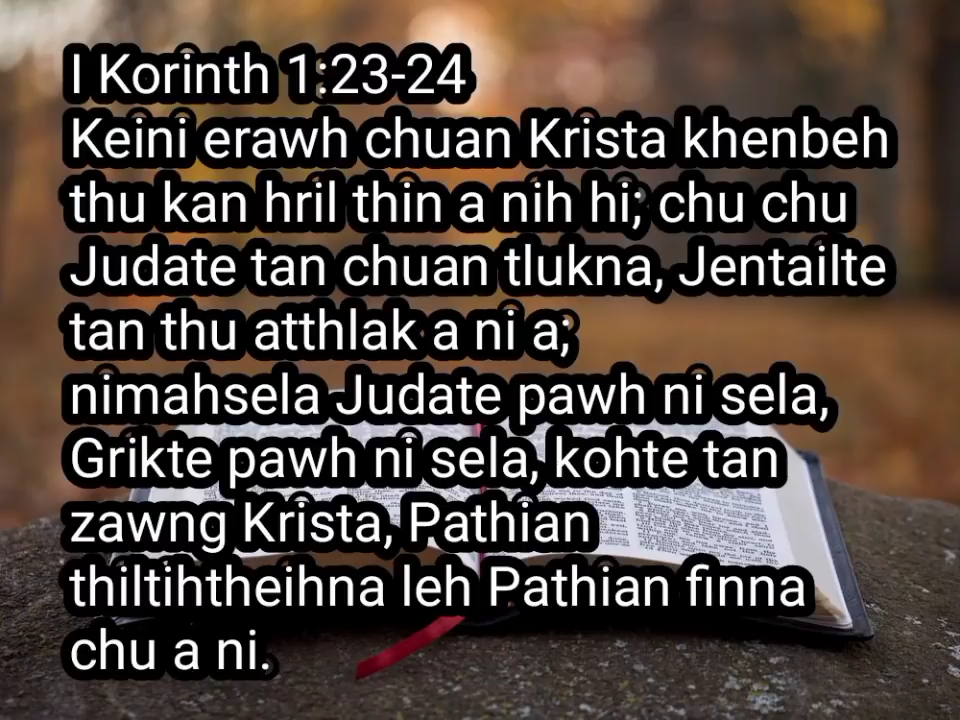 I Korinth 1:23-24
Keini erawh chuan Krista khenbeh
thu kan hril thin a nih hi; chu chu
Judate tan chuan tlukna, Jentailte
tan thu atthlak a ni a;
nimahsela Judate pawh ni sela,
Grikte pawh ni sela, kohte tan
zawng Krista, Pathian
thiltihtheihna leh Pathian finna
chu a ni.